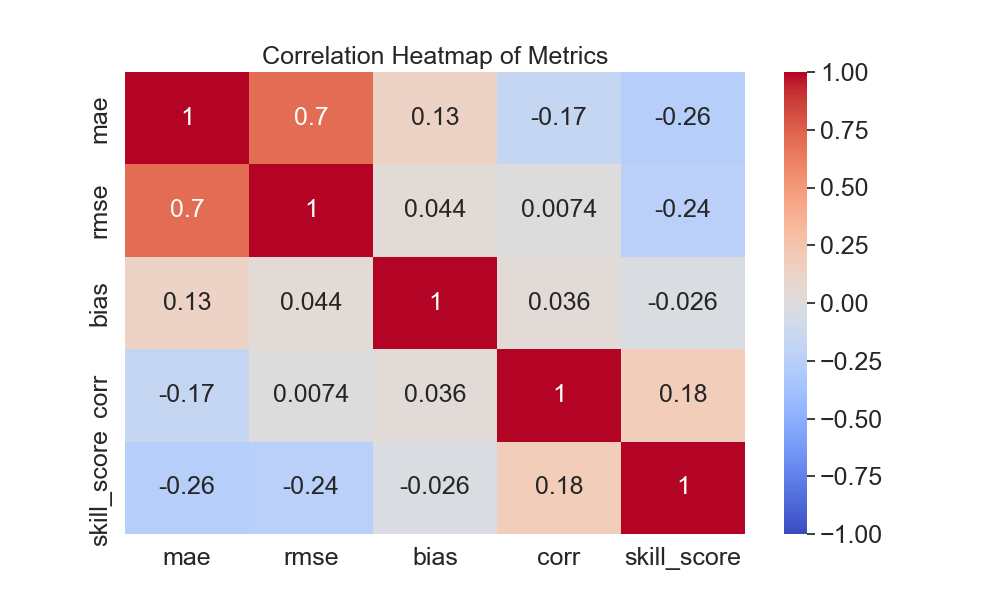 Correlation Heatmap of Metrics
mae 1 0.7 0.13 -0.17 -0.26
rmse 0.7 1 0.044 0.0074 -0.24
bias 0.13 0.044 1 0.036 -0.026
corr -0.17 0.0074 0.036 1 0.18
skill_score -0.26 -0.24 -0.026 0.18 1
mae rmse bias corr skill_score
1.00
0.75
0.50
0.25
0.00
−0.25
−0.50
−0.75
−1.00